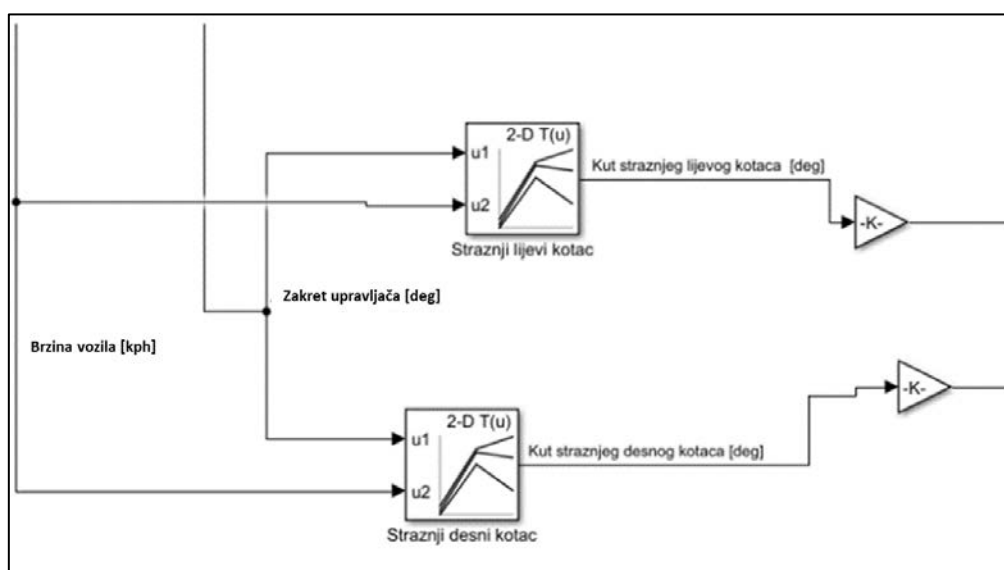 2-D T(u)
u1
u2
Straznji lijevi kotac
Kut straznjeg lijevog kotaca [deg]
-K-
Zakret upravljača [deg]
Brzina vozila [kph]
-K-
2-D T(u)
u1
u2
Straznji desni kotac
Kut straznjeg desnog kotaca [deg]